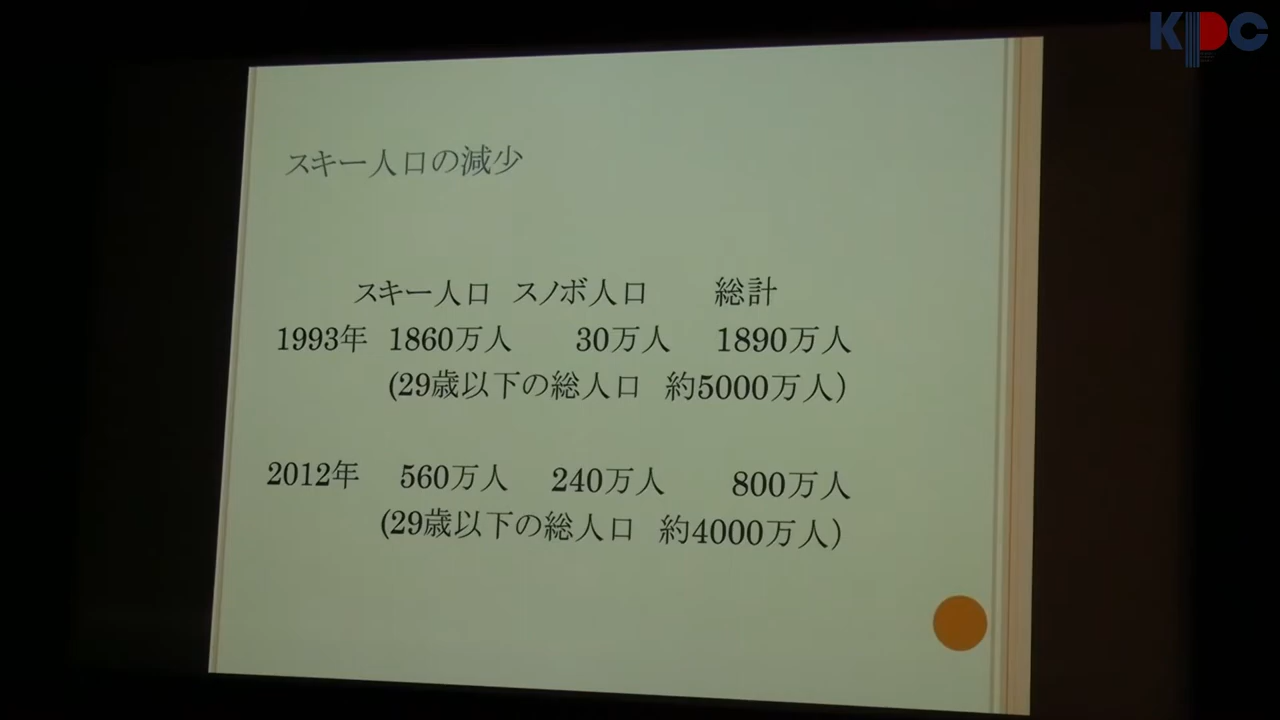 KPC
スキー人口の減少
スキー人口 スノボ人口 総計
1993年 1860万人 30万人 1890万人
(29歳以下の総人口 約5000万人)
2012年 560万人 240万人 800万人
(29歳以下の総人口 約4000万人)